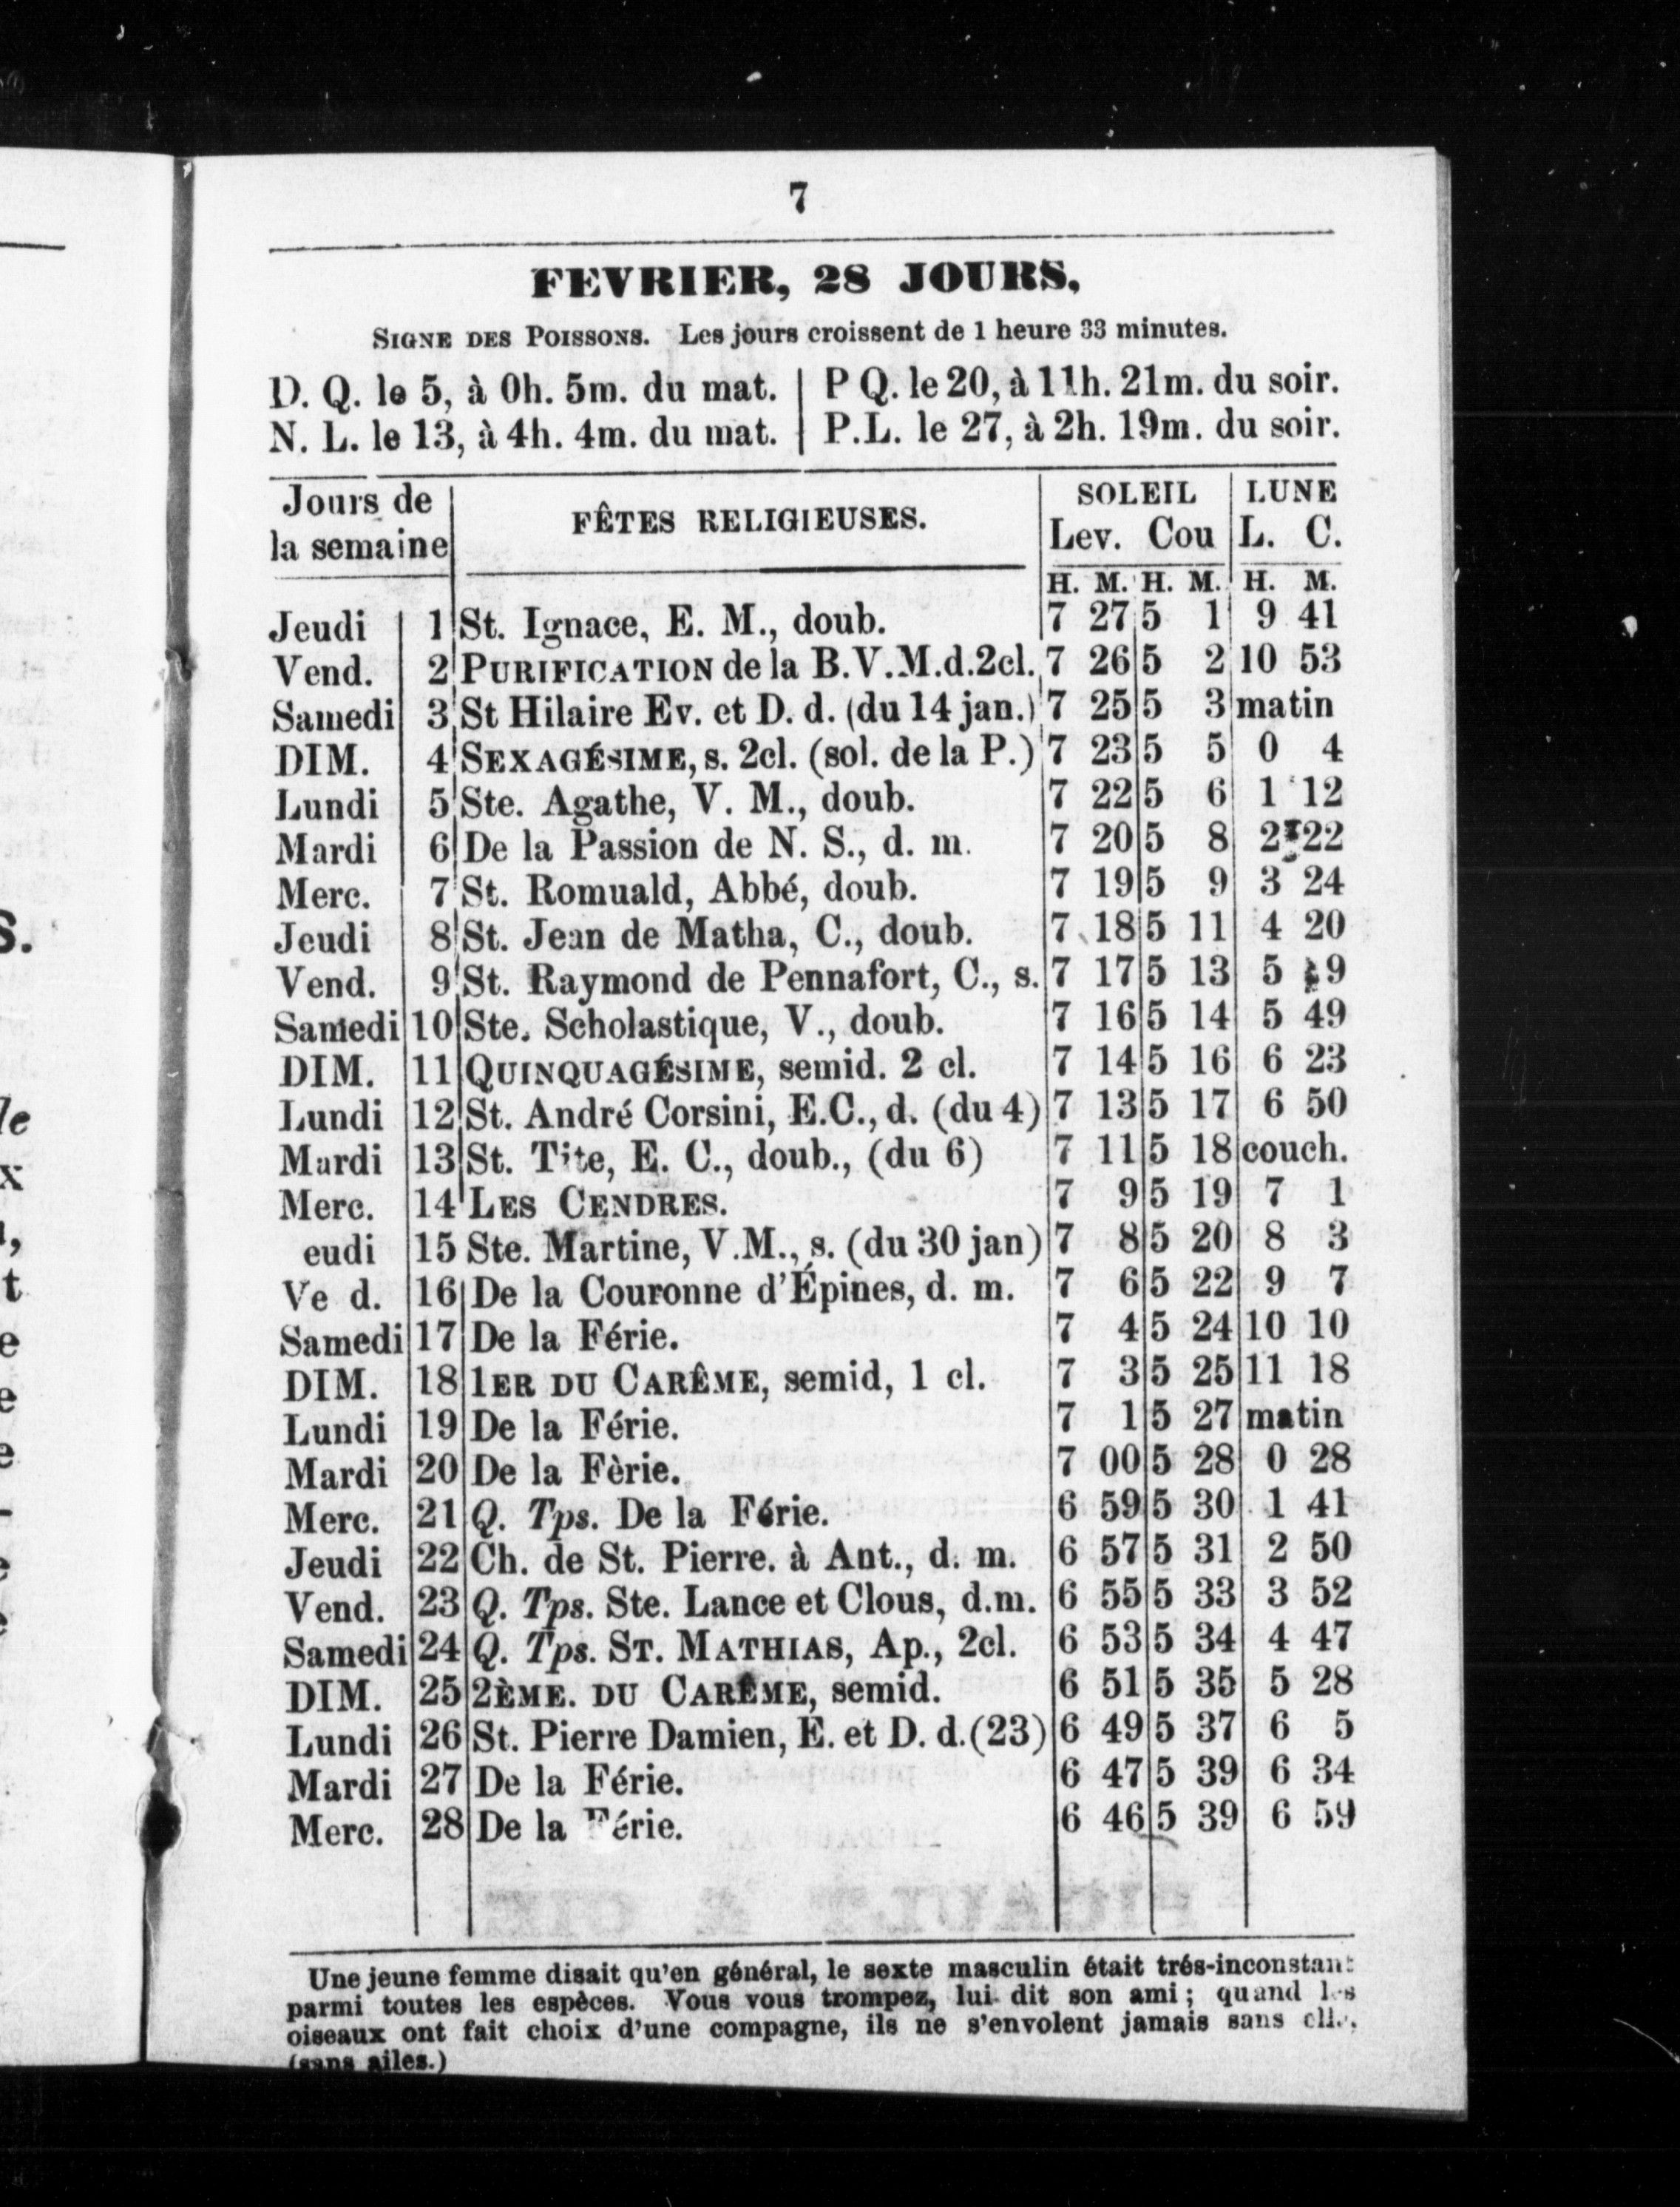 7
FEVRIER, 28 JOURS,
SIGNE DES POISSONS. Les jours croissent de 1 heure 33 minutes.
D. Q. le 5, à 0h. 5m. du mat. P Q. le 20, à 11h. 21m. du soir.
N. L. le 13, à 4h. 4m. du mat. P.L. le 27, à 2h. 19m. du soir.
Jours de la semaine FÊTES RELIGIEUSES. SOLEIL LUNE
Lev. Cou L. C.
H. M. H. M. H. M.
Jeudi 1 St. Ignace, E. M., doub. 7 27 5 1 9 41
Vend. 2 PURIFICATION de la B.V.M.d.2cl. 7 26 5 2 10 53
Samedi 3 St Hilaire Ev. et D. d. (du 14 jan.) 7 25 5 3 matin
DIM. 4 SEXAGÉSIME, s. 2cl. (sol. de la P.) 7 23 5 5 0 4
Lundi 5 Ste. Agathe, V. M., doub. 7 22 5 6 1 12
Mardi 6 De la Passion de N. S., d. m. 7 20 5 8 2 22
Merc. 7 St. Romuald, Abbé, doub. 7 19 5 9 3 24
Jeudi 8 St. Jean de Matha, C., doub. 7 18 5 11 4 20
Vend. 9 St. Raymond de Pennafort, C., s. 7 17 5 13 5
Samedi 10 Ste. Scholastique, V., doub. 7 16 5 14 5 49
DIM. 11 QUINQUAGÉSIME, semid. 2 cl. 7 14 5 16 6 23
Lundi 12 St. André Corsini, E.C., d. (du 4) 7 13 5 17 6 50
Mardi 13 St. Tite, E. C., doub., (du 6) 7 11 5 18 couch.
Merc. 14 LES CENDRES. 7 9 5 19 7 1
eudi 15 Ste. Martine, V.M., s. (du 30 jan) 7 8 5 20 8 3
Ve d. 16 De la Couronne d'Épines, d. m. 7 6 5 22 9 7
Samedi 17 De la Férie. 7 4 5 24 10 10
DIM. 18 1ER DU CARÊME, semid, 1 cl. 7 3 5 25 11 18
Lundi 19 De la Férie. 7 1 5 27 matin
Mardi 20 De la Fèrie. 7 00 5 28 0 28
Merc. 21 Q. Tps. De la Férie. 6 59 5 30 1 41
Jeudi 22 Ch. de St. Pierre. à Ant., d. m. 6 57 5 31 2 50
Vend. 23 Q. Tps. Ste. Lance et Clous, d.m. 6 55 5 33 3 52
Samedi 24 Q. Tps. ST. MATHIAS, Ap., 2cl. 6 53 5 34 4 47
DIM. 25 2ÈME. DU CARÊME, semid. 6 51 5 35 5 28
Lundi 26 St. Pierre Damien, E. et D. d.(23) 6 49 5 37 6 5
Mardi 27 De la Férie. 6 47 5 39 6 34
Merc. 28 De la Férie. 6 46 5 39 6 59
Une jeune femme disait qu'en général, le sexte masculin était trés-inconstant
parmi toutes les espèces. Vous vous trompez, lui dit son ami; quand les
oiseaux ont fait choix d'une compagne, ils ne s'envolent jamais sans elle,
(sans ailes.)